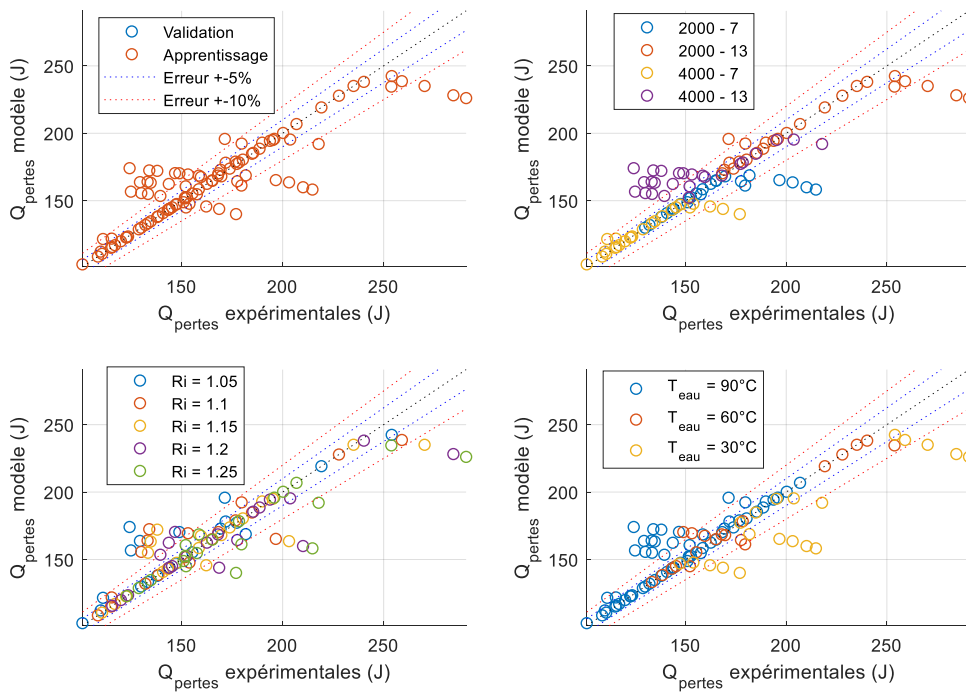 Validation
Apprentissage
Erreur +-5%
Erreur +-10%
250
200
150
150
200
250
Q_pertes modèle (J)
Q_pertes expérimentales (J)
2000 - 7
2000 - 13
4000 - 7
4000 - 13
250
200
150
150
200
250
Q_pertes modèle (J)
Q_pertes expérimentales (J)
Ri = 1.05
Ri = 1.1
Ri = 1.15
Ri = 1.2
Ri = 1.25
250
200
150
150
200
250
Q_pertes modèle (J)
Q_pertes expérimentales (J)
T_eau = 90°C
T_eau = 60°C
T_eau = 30°C
250
200
150
150
200
250
Q_pertes modèle (J)
Q_pertes expérimentales (J)